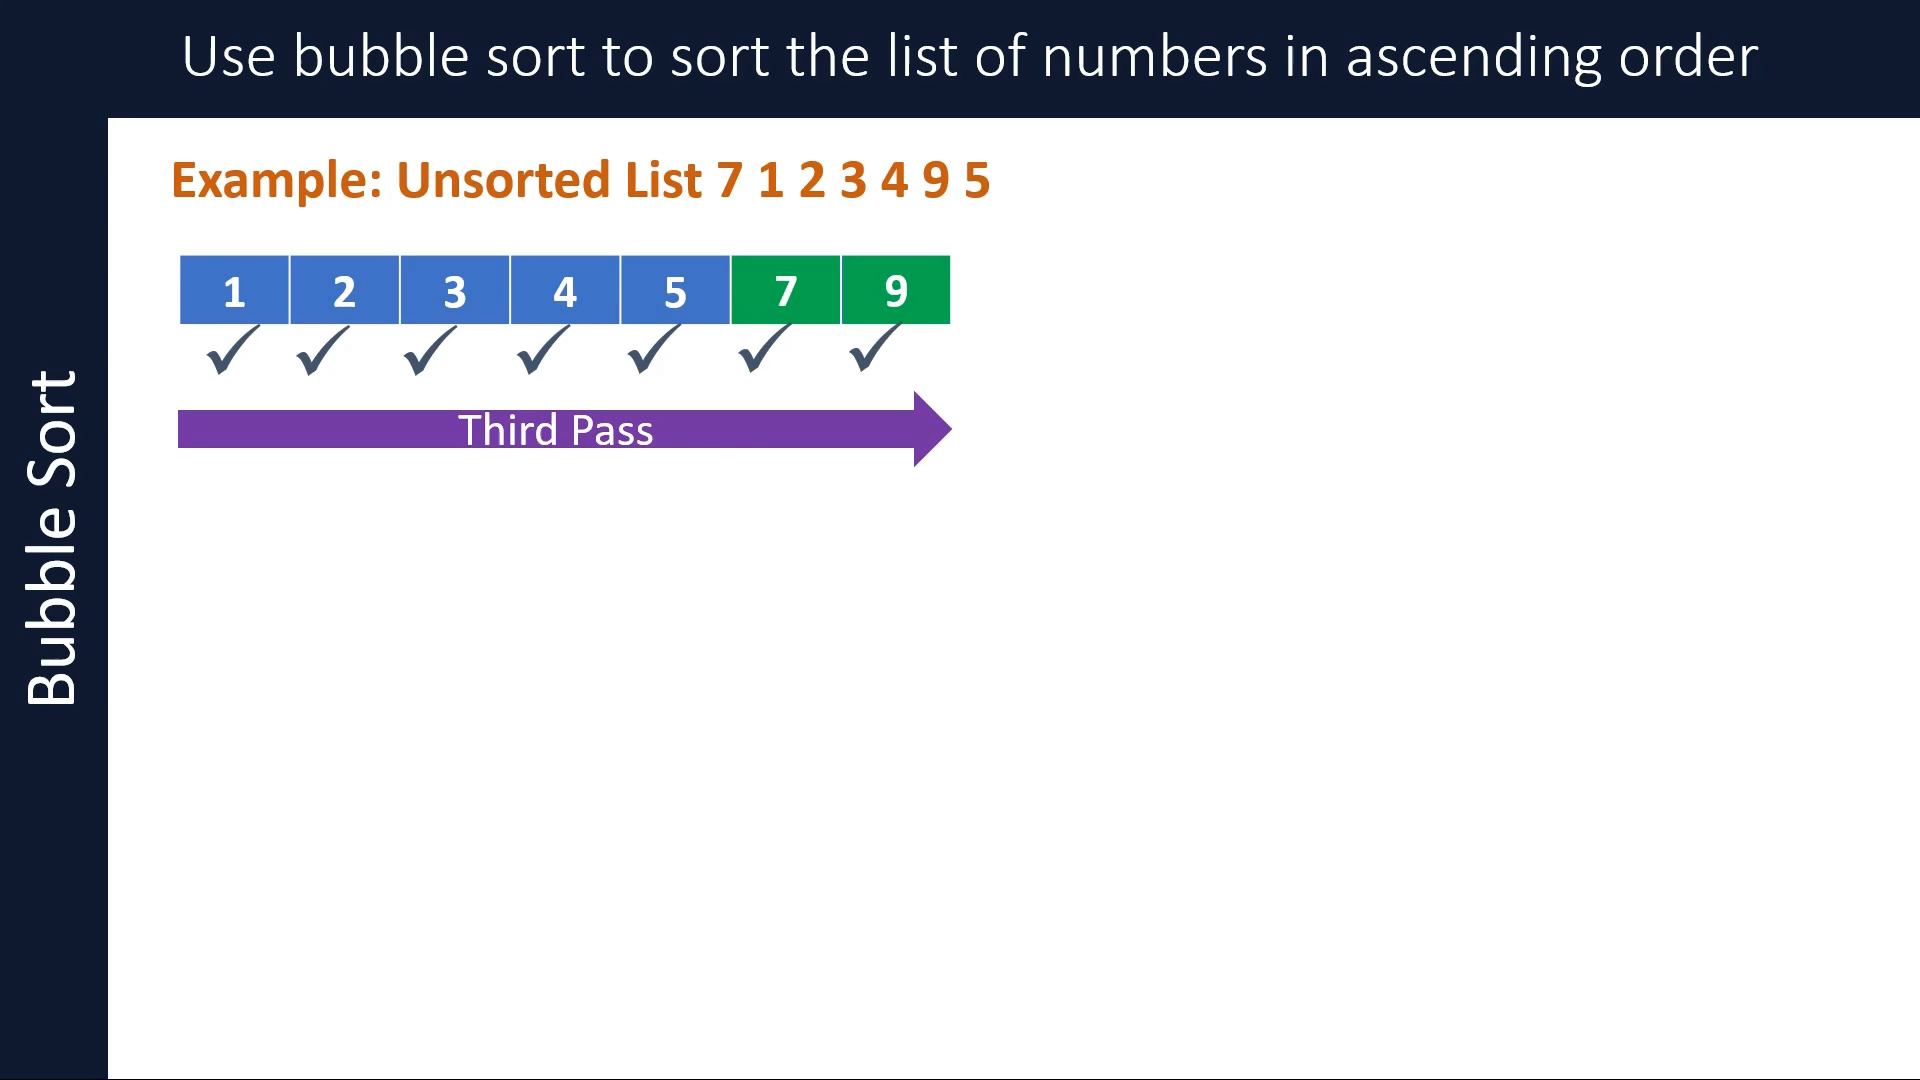 Use bubble sort to sort the list of numbers in ascending order
Bubble Sort
Example: Unsorted List 7 1 2 3 4 9 5
1 2 3 4 5 7 9
Third Pass